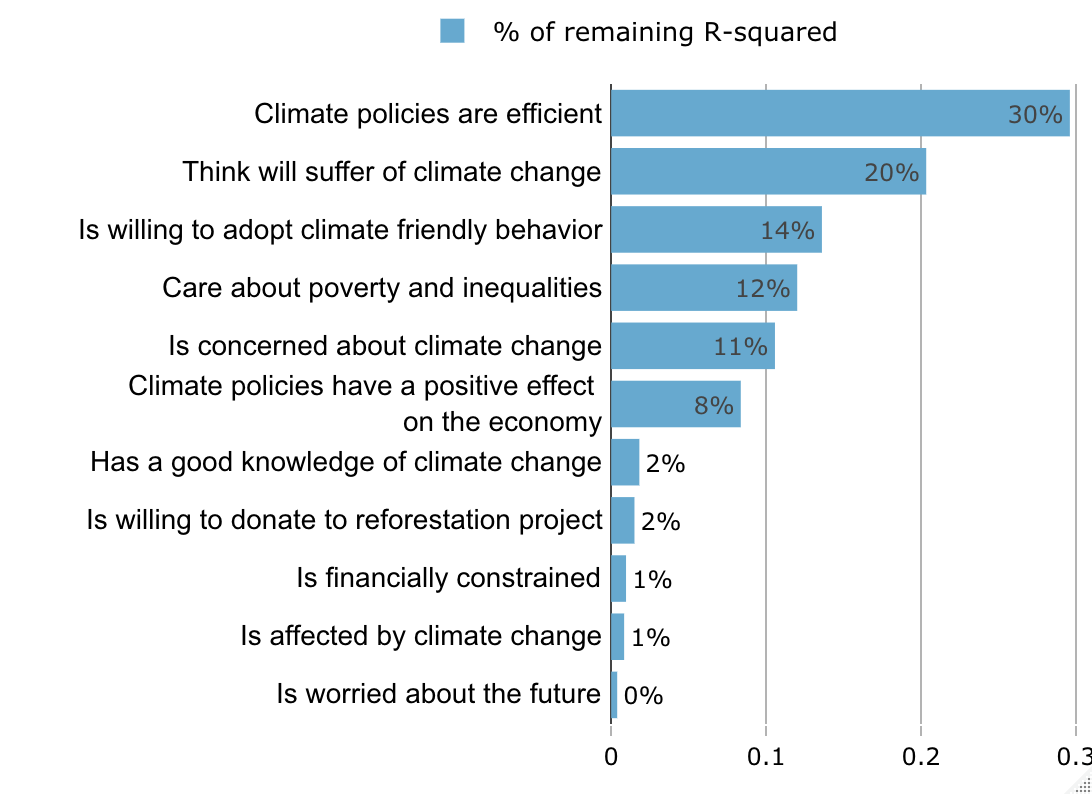 % of remaining R-squared
Climate policies are efficient
30%
Think will suffer of climate change
20%
Is willing to adopt climate friendly behavior
14%
Care about poverty and inequalities
12%
Is concerned about climate change
11%
Climate policies have a positive effect
on the economy
8%
Has a good knowledge of climate change
2%
Is willing to donate to reforestation project
2%
Is financially constrained
1%
Is affected by climate change
1%
Is worried about the future
0%
0 0.1 0.2 0.3